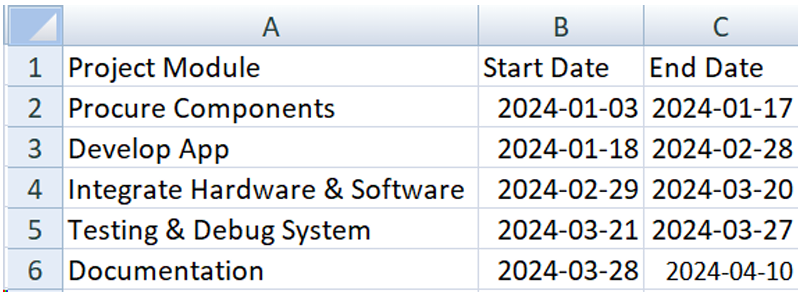 A B C
1 Project Module Start Date End Date
2 Procure Components 2024-01-03 2024-01-17
3 Develop App 2024-01-18 2024-02-28
4 Integrate Hardware & Software 2024-02-29 2024-03-20
5 Testing & Debug System 2024-03-21 2024-03-27
6 Documentation 2024-03-28 2024-04-10